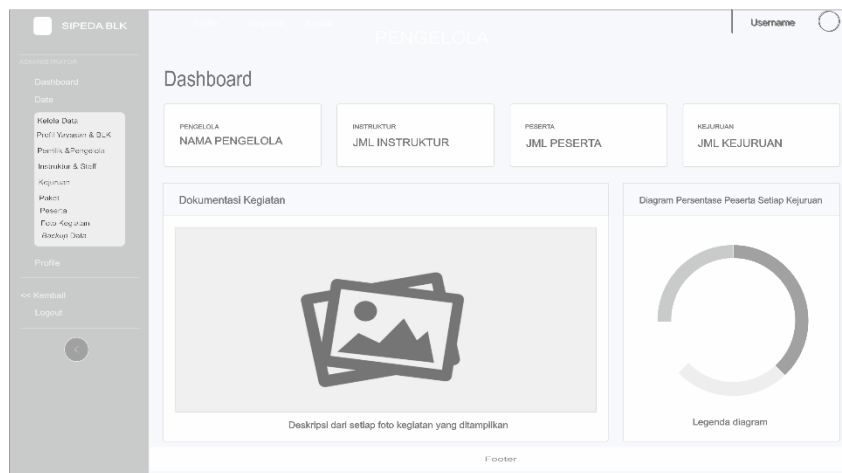 SIPEDA BLK
PENGELOLA
Username
ADMINISTRATOR
Dashboard
Data
Kelola Data
Profil Yayasan & BLK
Pemilik &Pengelola
Instruktur & Staff
Kejuruan
Paket
Peserta
Foto Kegiatan
Backup Data
Profile
<< Kembali
Logout
<
Dashboard
PENGELOLA
NAMA PENGELOLA
INSTRUKTUR
JML INSTRUKTUR
PESERTA
JML PESERTA
KEJURUAN
JML KEJURUAN
Dokumentasi Kegiatan
Deskripsi dari setiap foto kegiatan yang ditampilkan
Diagram Persentase Peserta Setiap Kejuruan
Legenda diagram
Footer